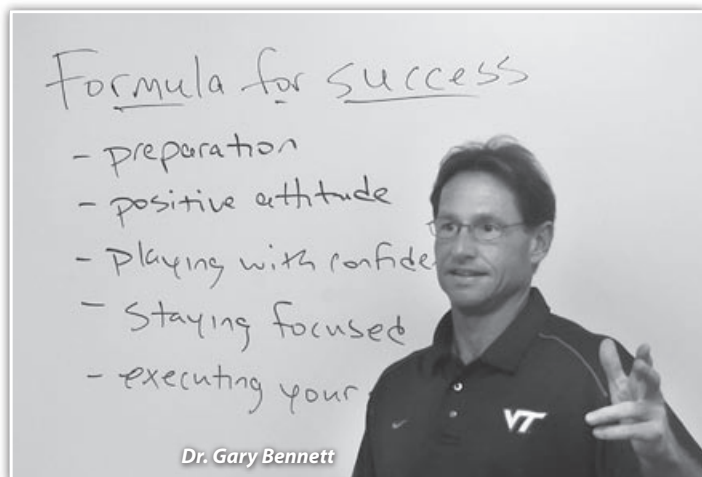 Formula for success
- preparation
- positive attitude
- playing with confide
- staying focused
- executing your
VT
Dr. Gary Bennett